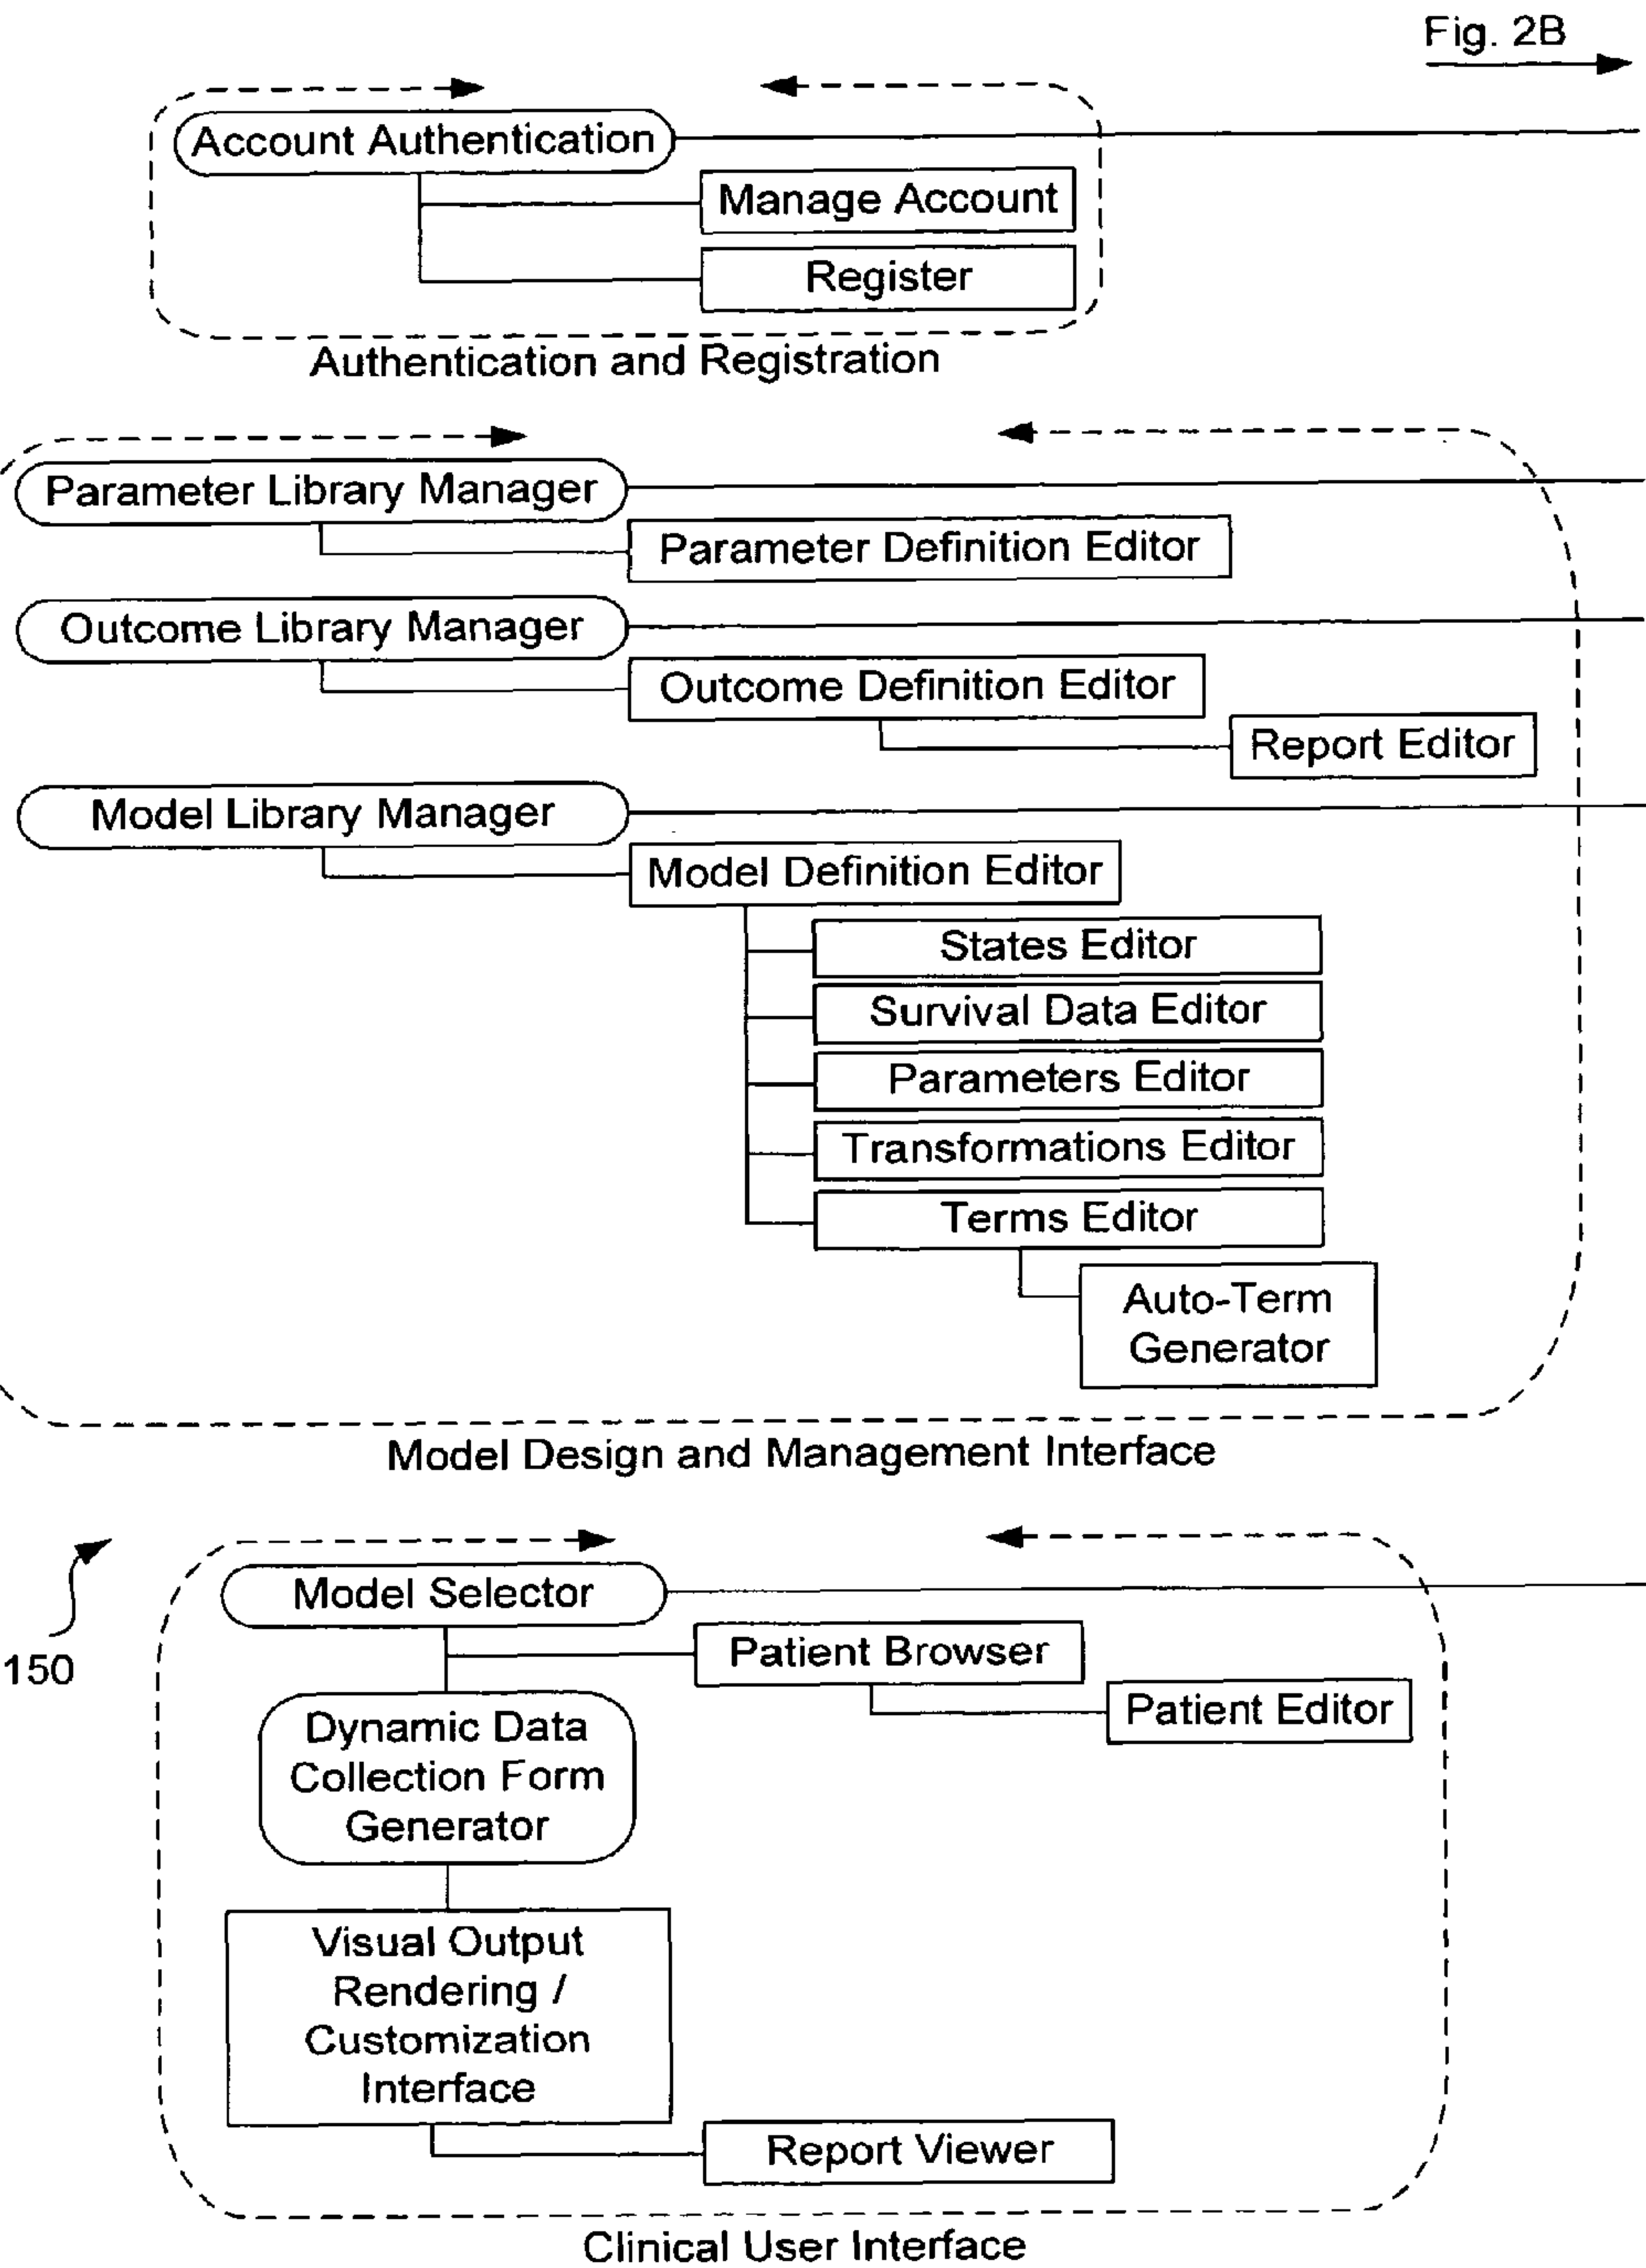 Fig. 2B
Account Authentication
Manage Account
Register
Authentication and Registration
Parameter Library Manager
Parameter Definition Editor
Outcome Library Manager
Outcome Definition Editor
Report Editor
Model Library Manager
Model Definition Editor
States Editor
Survival Data Editor
Parameters Editor
Transformations Editor
Terms Editor
Auto-Term
Generator
Model Design and Management Interface
150
Model Selector
Patient Browser
Patient Editor
Dynamic Data
Collection Form
Generator
Visual Output
Rendering /
Customization
Interface
Report Viewer
Clinical User Interface